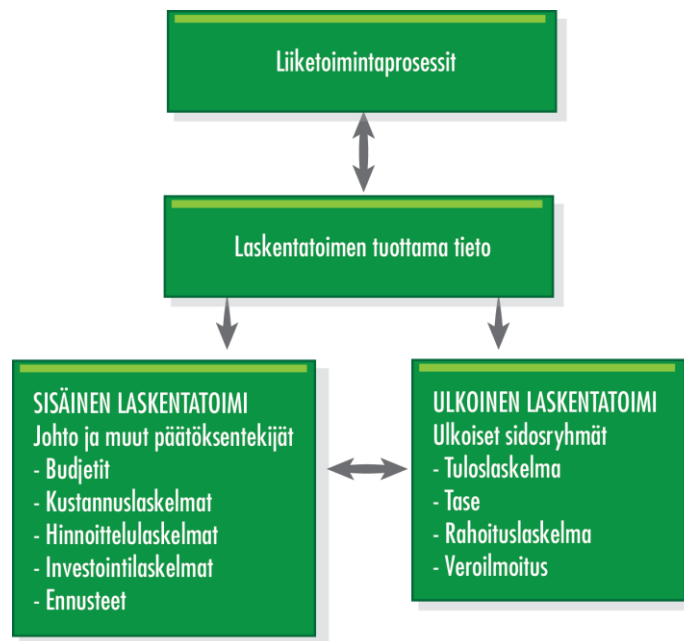 Liiketoimintaprosessit
Laskentatoimen tuottama tieto
SISÄINEN LASKENTATOIMI
Johto ja muut päätöksentekijät
- Budjetit
- Kustannuslaskelmat
- Hinnoittelulaskelmat
- Investointilaskelmat
- Ennusteet
ULKOINEN LASKENTATOIMI
Ulkoiset sidosryhmät
- Tuloslaskelma
- Tase
- Rahoituslaskelma
- Veroilmoitus